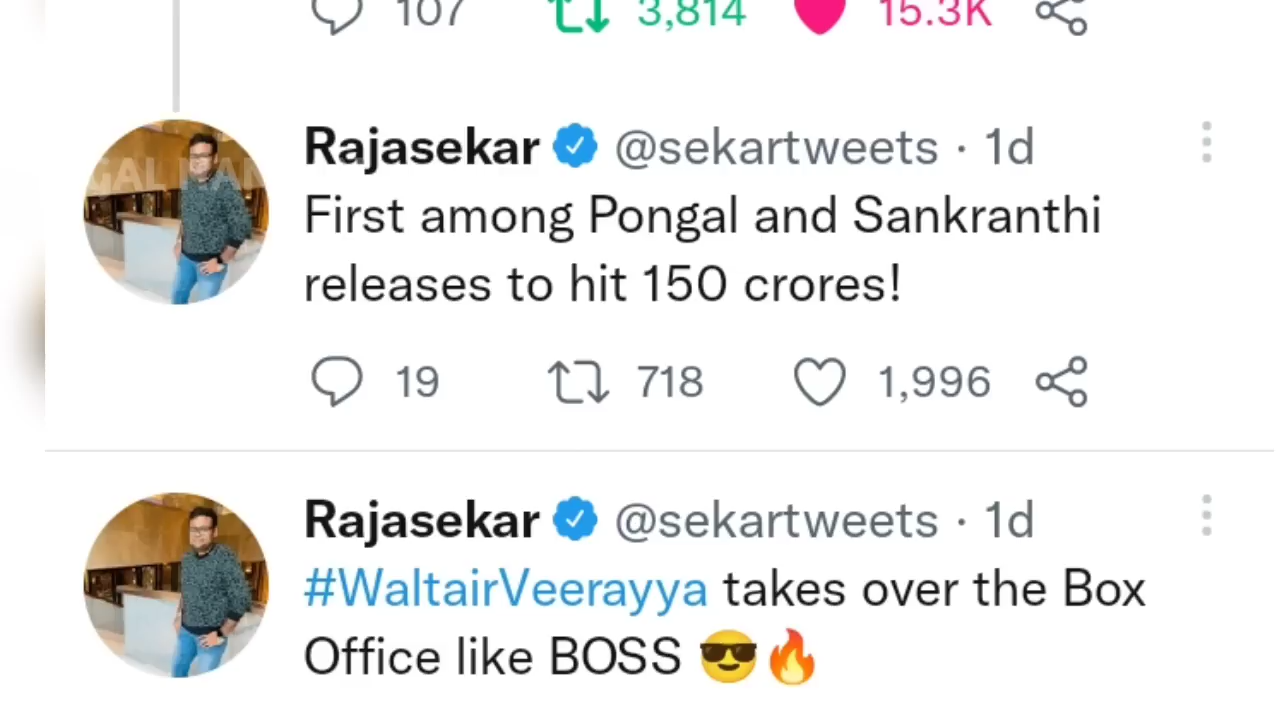 107 3,814 15.3K
Rajasekar @sekartweets · 1d
First among Pongal and Sankranthi
releases to hit 150 crores!
19 718 1,996
Rajasekar @sekartweets · 1d
#WaltairVeerayya takes over the Box
Office like BOSS 😎🔥